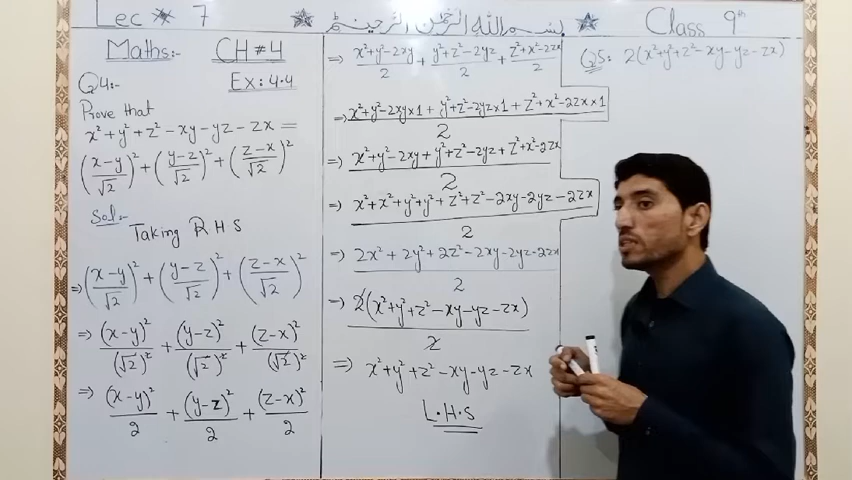 Lec * 7
بسم الله الرحمن الرحيم
Class 9th
Maths:- CH # 4
Q4:- Ex: 4.4
Prove that
x²+y²+z²-xy-yz-zx =
((x-y)/√2)² + ((y-z)/√2)² + ((z-x)/√2)²
Sol:- Taking R H S
⇒ ((x-y)/√2)² + ((y-z)/√2)² + ((z-x)/√2)²
⇒ (x-y)²/(√2)² + (y-z)²/(√2)² + (z-x)²/(√2)²
⇒ (x-y)²/2 + (y-z)²/2 + (z-x)²/2
⇒ (x²+y²-2xy)/2 + (y²+z²-2yz)/2 + (z²+x²-2zx)/2
⇒ (x²+y²-2xy×1 + y²+z²-2yz×1 + z²+x²-2zx×1)/2
⇒ (x²+y²-2xy+y²+z²-2yz+z²+x²-2zx)/2
⇒ (x²+x²+y²+y²+z²+z²-2xy-2yz-2zx)/2
⇒ (2x²+2y²+2z²-2xy-2yz-2zx)/2
⇒ 2(x²+y²+z²-xy-yz-zx)/2
⇒ x²+y²+z²-xy-yz-zx
L.H.S
Q5: 2(x²+y²+z²-xy-yz-zx)